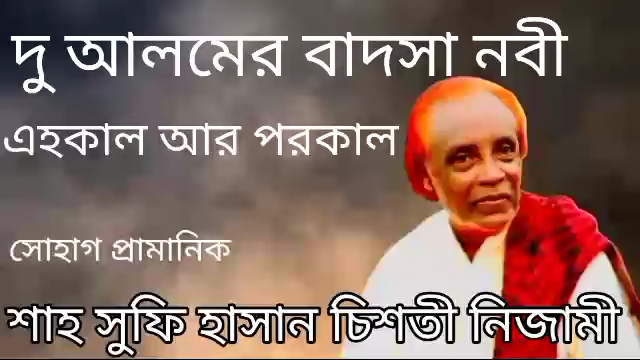 দু আলমের বাদসা নবী
এহকাল আর পরকাল
সোহাগ প্রামানিক
শাহ সুফি হাসান চিশতী নিজামী